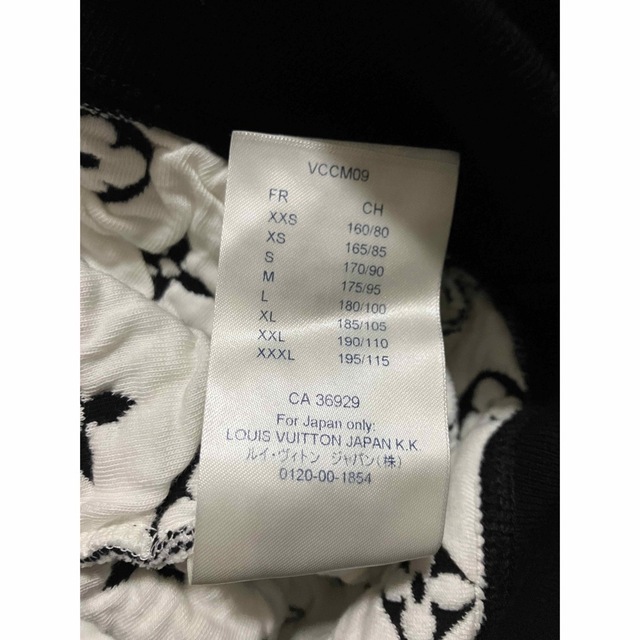 VCCM09
FR CH
XXS 160/80
XS 165/85
S 170/90
M 175/95
L 180/100
XL 185/105
XXL 190/110
XXXL 195/115
CA 36929
For Japan only:
LOUIS VUITTON JAPAN K.K.
ルイ・ヴィトン ジャパン(株)
0120-00-1854